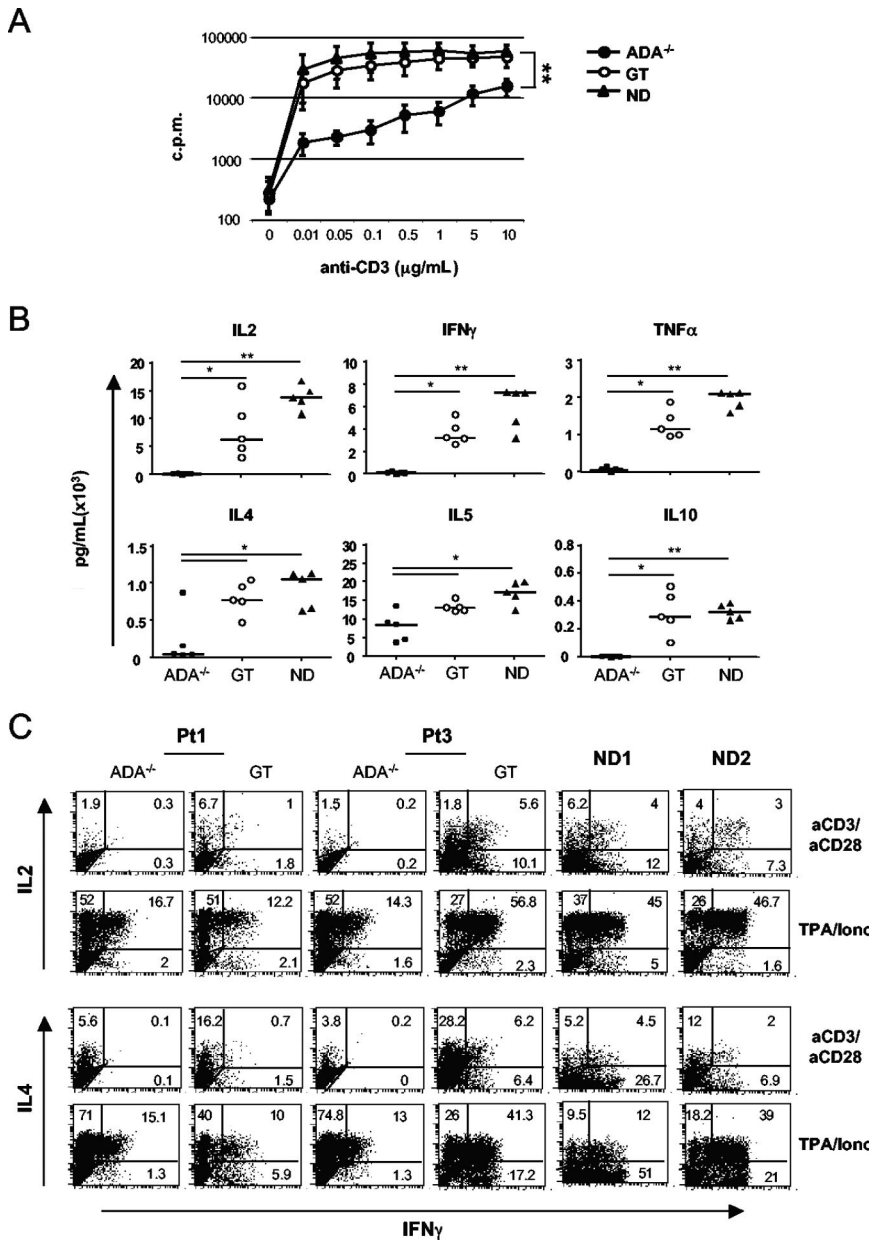 A
100000
10000
1000
100
c.p.m.
0 0.01 0.05 0.1 0.5 1 5 10
anti-CD3 (µg/mL)
**
ADA-/-
GT
ND
B
pg/mL(x10³)
IL2 IFNγ TNFα
20 15 10 5 0
* **
10 8 6 4 2 0
* **
3 2 1 0
* **
IL4 IL5 IL10
1.5 1.0 0.5 0
*
30 25 20 15 10 5 0
*
0.8 0.6 0.4 0.2 0
* **
ADA-/- GT ND ADA-/- GT ND ADA-/- GT ND
C
Pt1 Pt3 ND1 ND2
ADA-/- GT ADA-/- GT
IL2
1.9 0.3 6.7 1 1.5 0.2 1.8 5.6 6.2 4 4 3
0.3 1.8 0.2 10.1 12 7.3
aCD3/
aCD28
52 16.7 51 12.2 52 14.3 27 56.8 37 45 26 46.7
2 2.1 1.6 2.3 5 1.6
TPA/Iono
IL4
5.6 0.1 16.2 0.7 3.8 0.2 28.2 6.2 5.2 4.5 12 2
0.1 1.5 0 6.4 26.7 6.9
aCD3/
aCD28
71 15.1 40 10 74.8 13 26 41.3 9.5 12 18.2 39
1.3 5.9 1.3 17.2 51 21
TPA/Iono
IFNγ